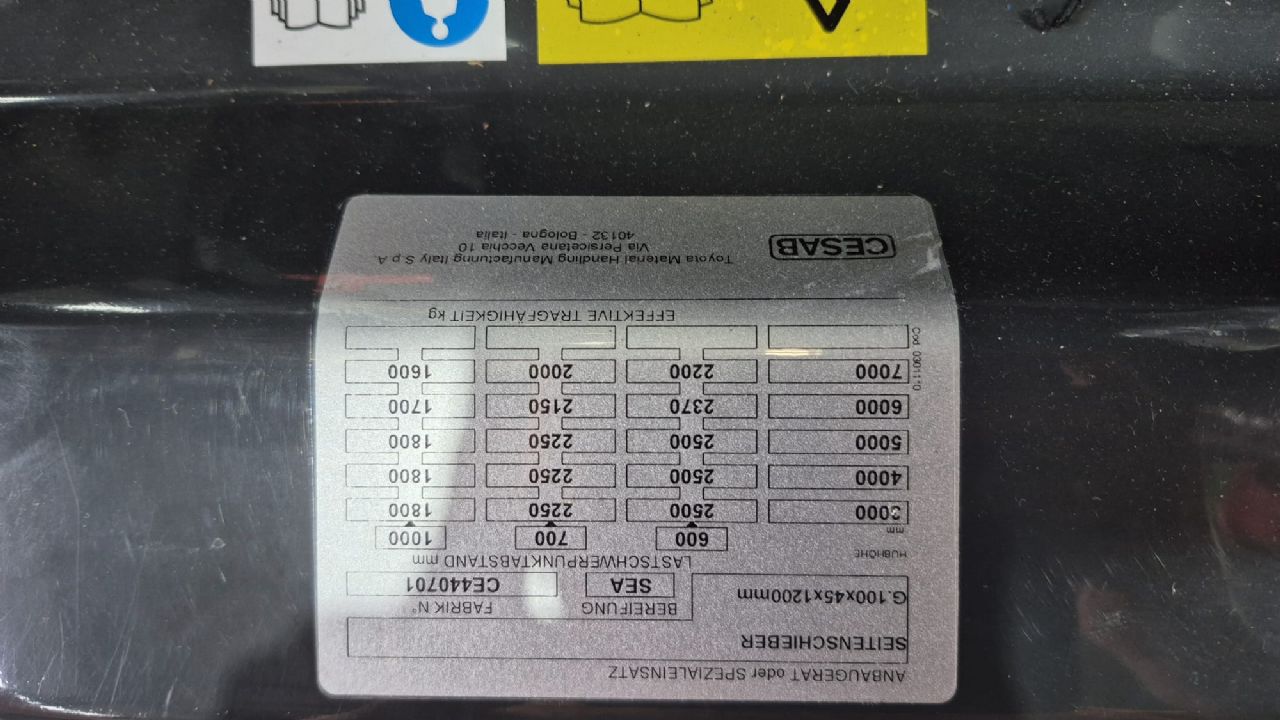 ANBAUGERÄT oder SPEZIALEINSATZ
SEITENSCHIEBER
G.100x45x1200mm
BEREIFUNG FABRIK N°
SEA CE440701
HUBHÖHE LASTSCHWERPUNKTABSTAND mm
mm 600 700 1000
3000 2500 2250 1800
4000 2500 2250 1800
5000 2500 2250 1800
6000 2370 2150 1700
7000 2200 2000 1600
Cod.
EFFEKTIVE TRAGFÄHIGKEIT kg
CESAB
Toyota Material Handling Manufacturing Italy S.p.A.
Via Persicetana Vecchia 10
40132 - Bologna - Italia